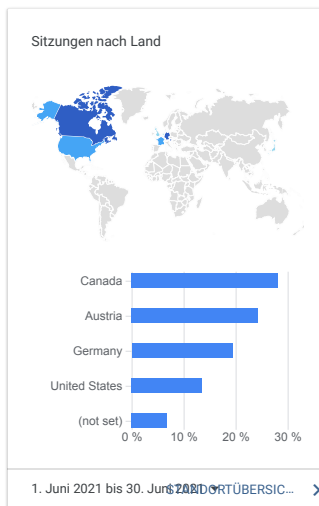 Sitzungen nach Land
Canada
Austria
Germany
United States
(not set)
0 % 10 % 20 % 30 %
1. Juni 2021 bis 30. Juni 2021 STANDORTÜBERSIC...